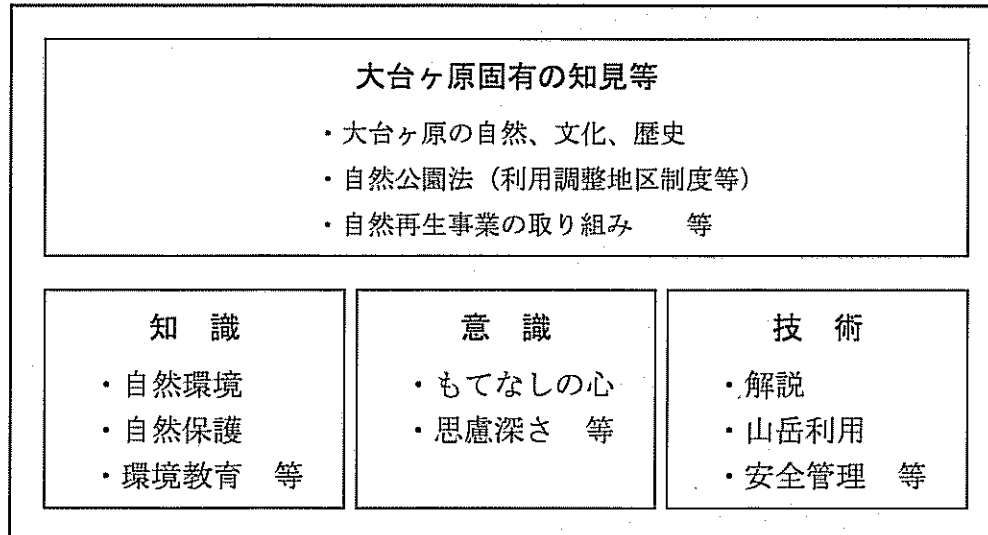 大台ヶ原固有の知見等
・大台ヶ原の自然、文化、歴史
・自然公園法（利用調整地区制度等）
・自然再生事業の取り組み　等
知　識
・自然環境
・自然保護
・環境教育　等
意　識
・もてなしの心
・思慮深さ　等
技　術
・解説
・山岳利用
・安全管理　等